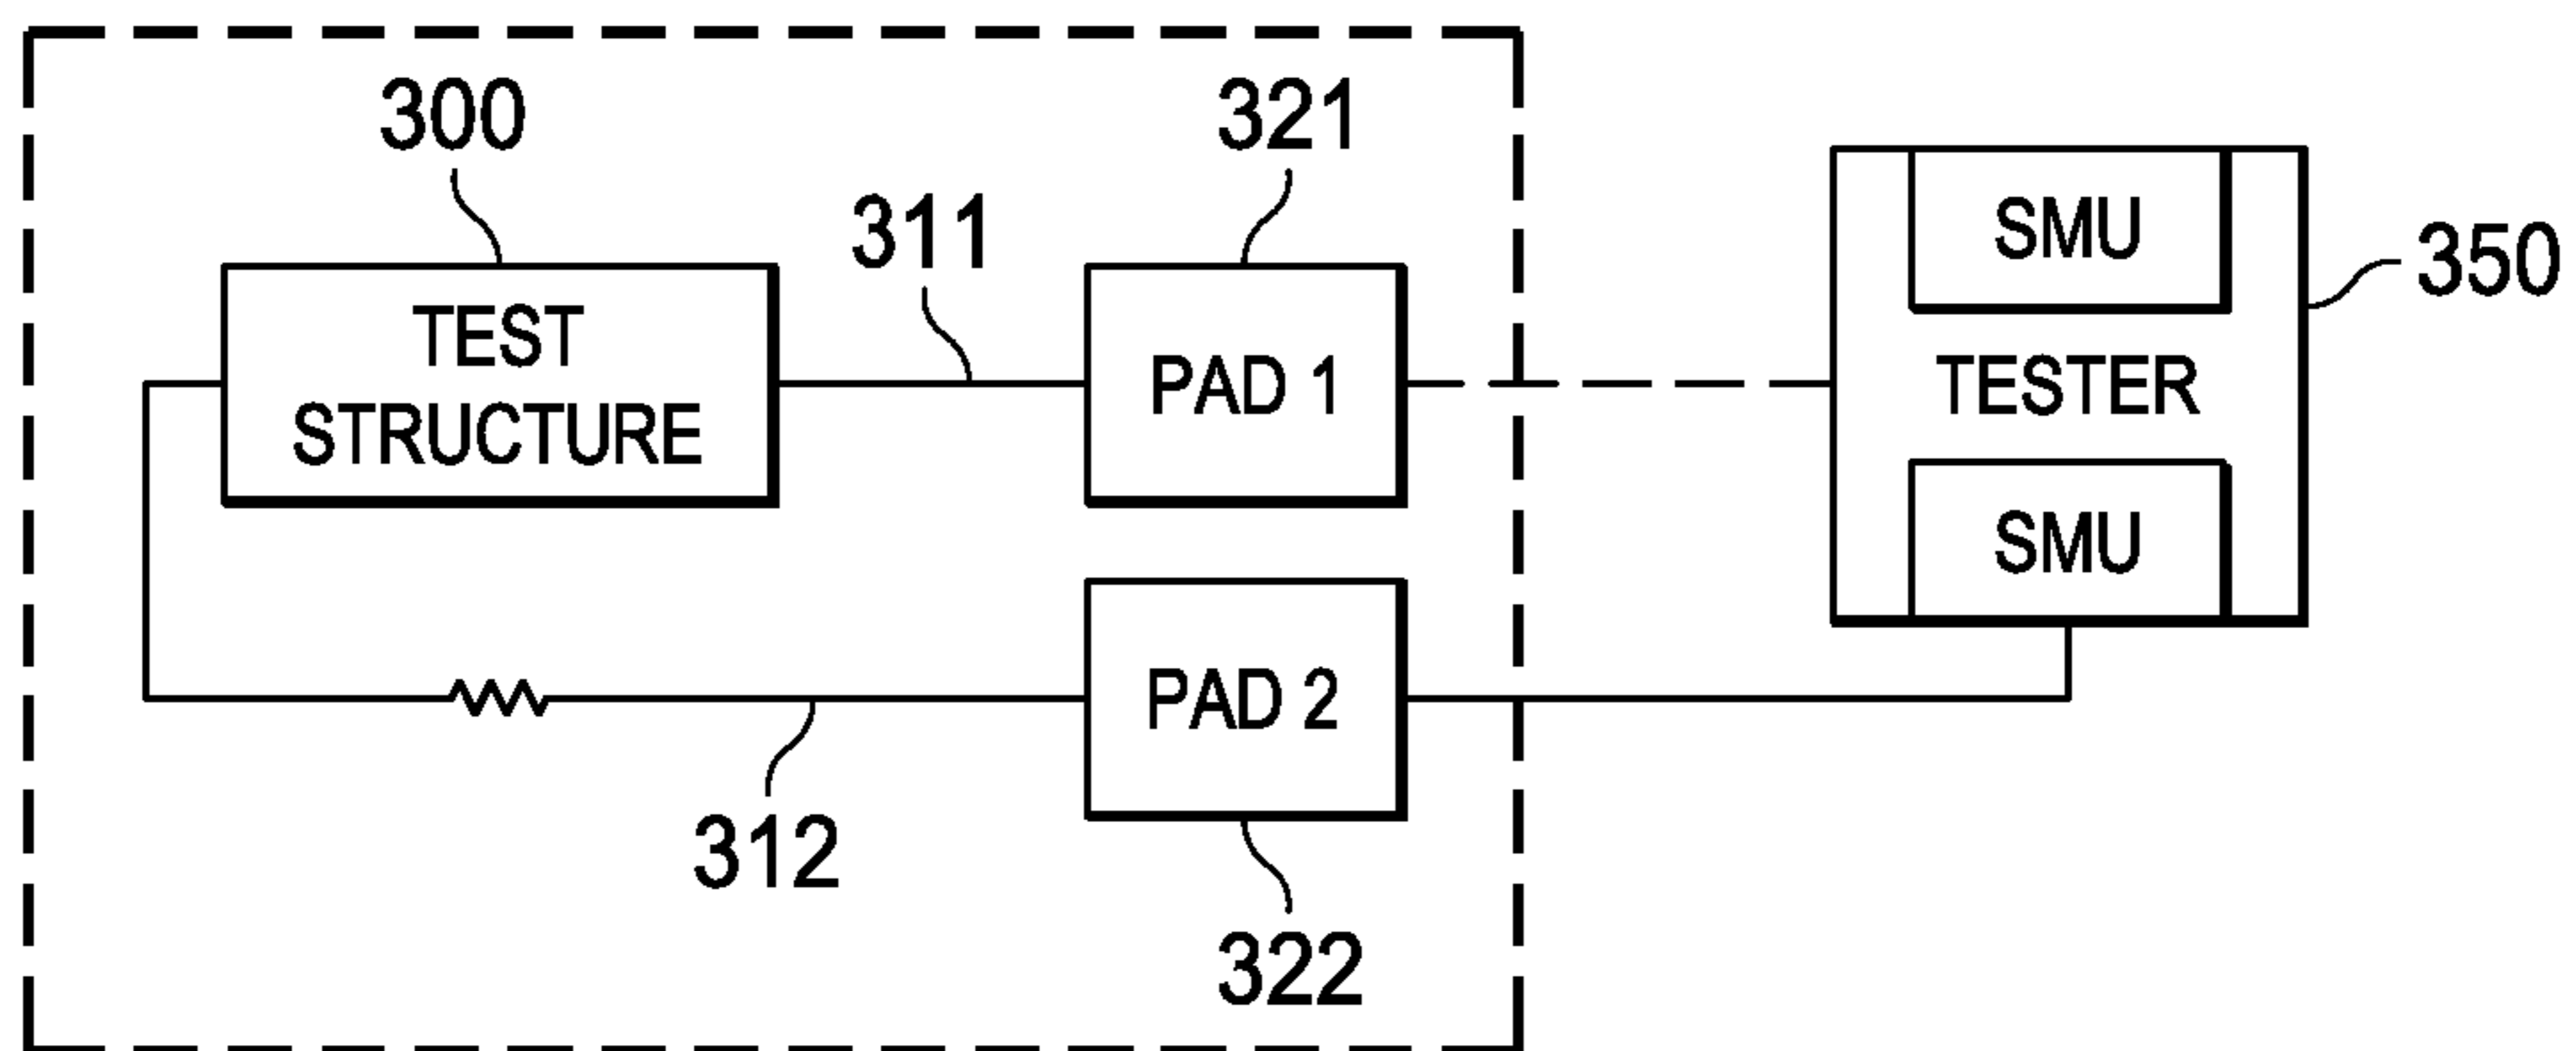 300
321
311
SMU
350
TEST
STRUCTURE
PAD 1
TESTER
SMU
PAD 2
312
322